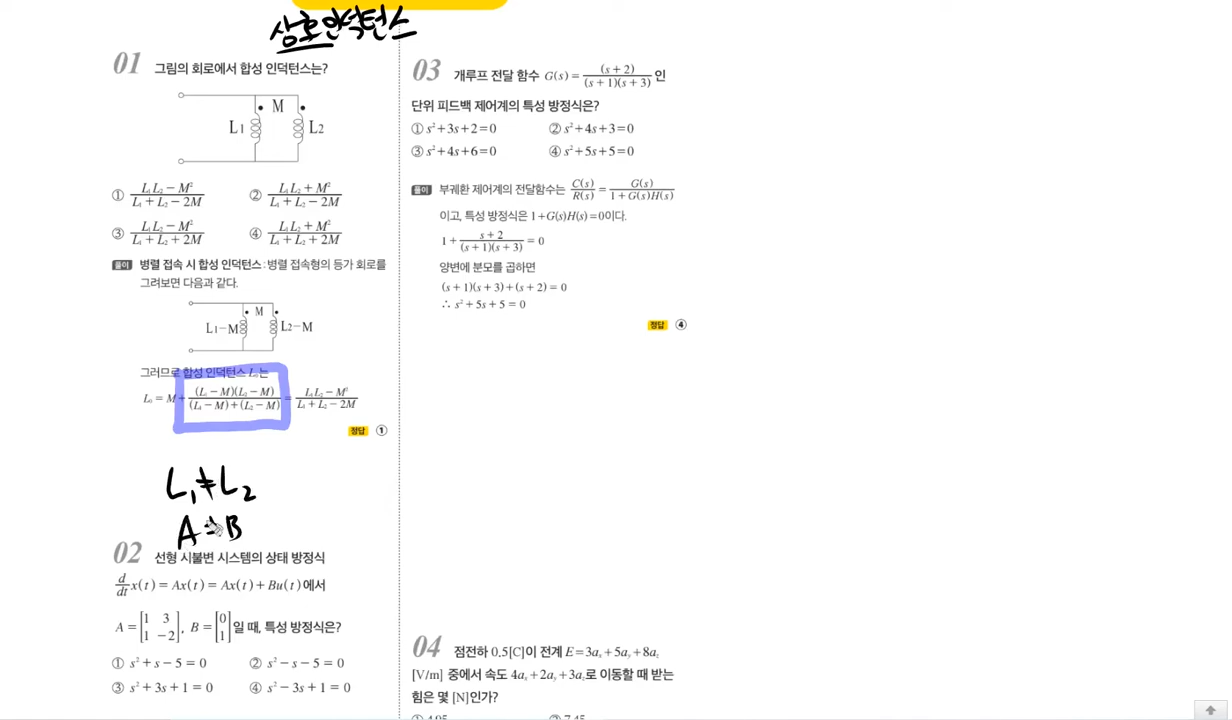 상호인덕턴스
01 그림의 회로에서 합성 인덕턴스는?
M
L1 L2
① (L₁L₂ − M²)/(L₁ + L₂ − 2M) ② (L₁L₂ + M²)/(L₁ + L₂ − 2M)
③ (L₁L₂ − M²)/(L₁ + L₂ + 2M) ④ (L₁L₂ + M²)/(L₁ + L₂ + 2M)
풀이 병렬 접속 시 합성 인덕턴스 : 병렬 접속형의 등가 회로를
그려보면 다음과 같다.
M
L1−M L2−M
그러므로 합성 인덕턴스 L₀는
L₀ = M + (L₁ − M)(L₂ − M)/((L₁ − M) + (L₂ − M)) = (L₁L₂ − M²)/(L₁ + L₂ − 2M)
정답 ①
L₁ ≠ L₂
A B
02 선형 시불변 시스템의 상태 방정식
d/dt x(t) = Ax(t) = Ax(t) + Bu(t)에서
A = [1 3; 1 −2], B = [0; 1]일 때, 특성 방정식은?
① s² + s − 5 = 0 ② s² − s − 5 = 0
③ s² + 3s + 1 = 0 ④ s² − 3s + 1 = 0
03 개루프 전달 함수 G(s) = (s + 2)/((s + 1)(s + 3)) 인
단위 피드백 제어계의 특성 방정식은?
① s² + 3s + 2 = 0 ② s² + 4s + 3 = 0
③ s² + 4s + 6 = 0 ④ s² + 5s + 5 = 0
풀이 부궤환 제어계의 전달함수는 C(s)/R(s) = G(s)/(1 + G(s)H(s))
이고, 특성 방정식은 1 + G(s)H(s) = 0이다.
1 + (s + 2)/((s + 1)(s + 3)) = 0
양변에 분모를 곱하면
(s + 1)(s + 3) + (s + 2) = 0
∴ s² + 5s + 5 = 0
정답 ④
04 점전하 0.5[C]이 전계 E = 3aₓ + 5aᵧ + 8a_z
[V/m] 중에서 속도 4aₓ + 2aᵧ + 3a_z로 이동할 때 받는
힘은 몇 [N]인가?
① 4.95 ② 7.45